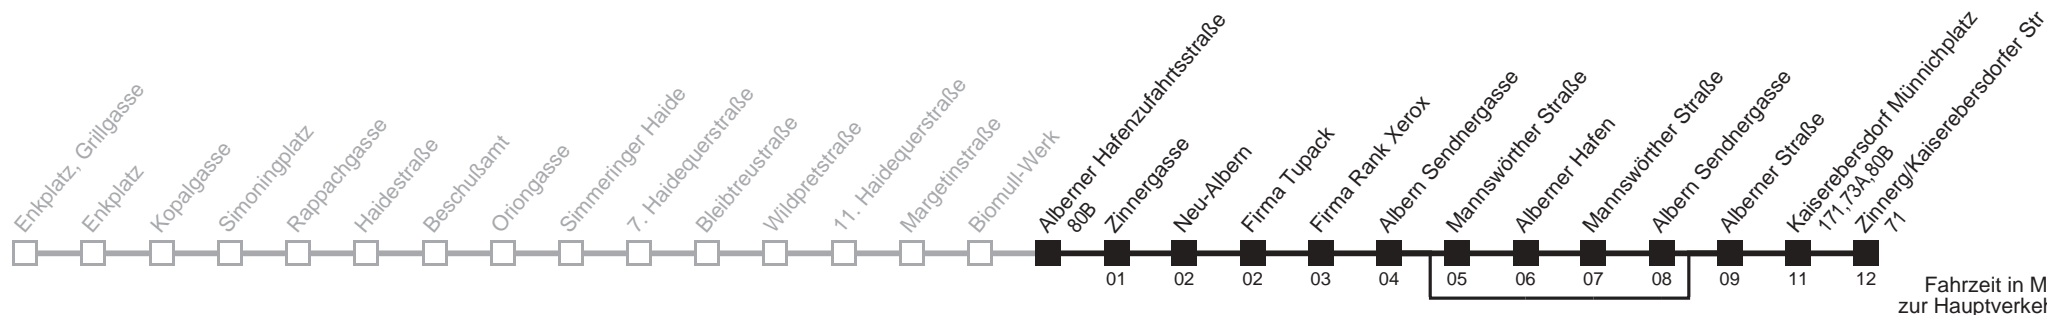 Enkplatz, Grillgasse
Enkplatz
Kopalgasse
Simoningplatz
Rappachgasse
Haidestraße
Beschußamt
Oriongasse
Simmeringer Haide
7. Haidequerstraße
Bleibtreustraße
Wildpretstraße
11. Haidequerstraße
Margetinstraße
Biomull-Werk
Alberner Hafenzufahrtsstraße
80B
Zinnergasse
Neu-Albern
Firma Tupack
Firma Rank Xerox
Albern Sendnergasse
Mannswörther Straße
Alberner Hafen
Mannswörther Straße
Albern Sendnergasse
Alberner Straße
Kaiserebersdorf Münnichplatz
171,73A,80B
Zinnerg/Kaiserebersdorfer Str
71
01 02 02 03 04 05 06 07 08 09 11 12
Fahrzeit in M
zur Hauptverkeh